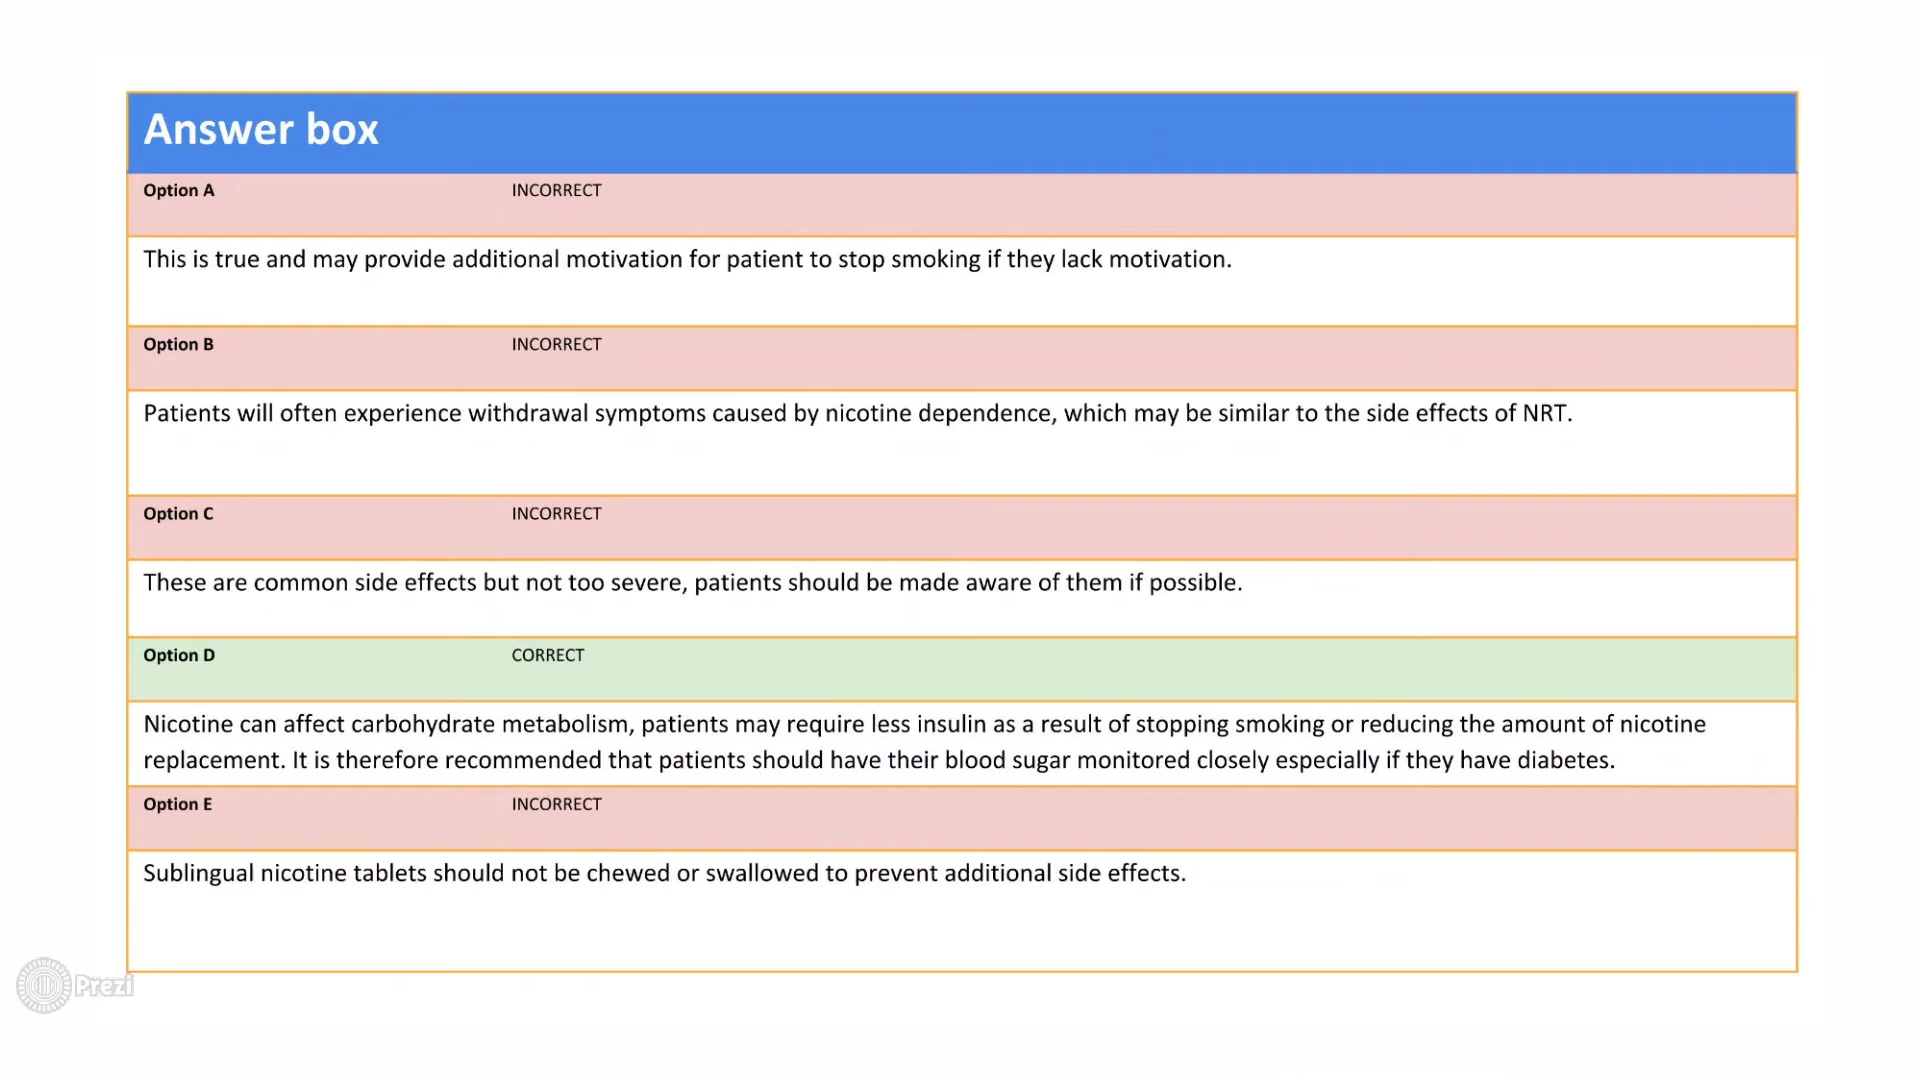 Answer box
Option A INCORRECT
This is true and may provide additional motivation for patient to stop smoking if they lack motivation.
Option B INCORRECT
Patients will often experience withdrawal symptoms caused by nicotine dependence, which may be similar to the side effects of NRT.
Option C INCORRECT
These are common side effects but not too severe, patients should be made aware of them if possible.
Option D CORRECT
Nicotine can affect carbohydrate metabolism, patients may require less insulin as a result of stopping smoking or reducing the amount of nicotine
replacement. It is therefore recommended that patients should have their blood sugar monitored closely especially if they have diabetes.
Option E INCORRECT
Sublingual nicotine tablets should not be chewed or swallowed to prevent additional side effects.
Prezi